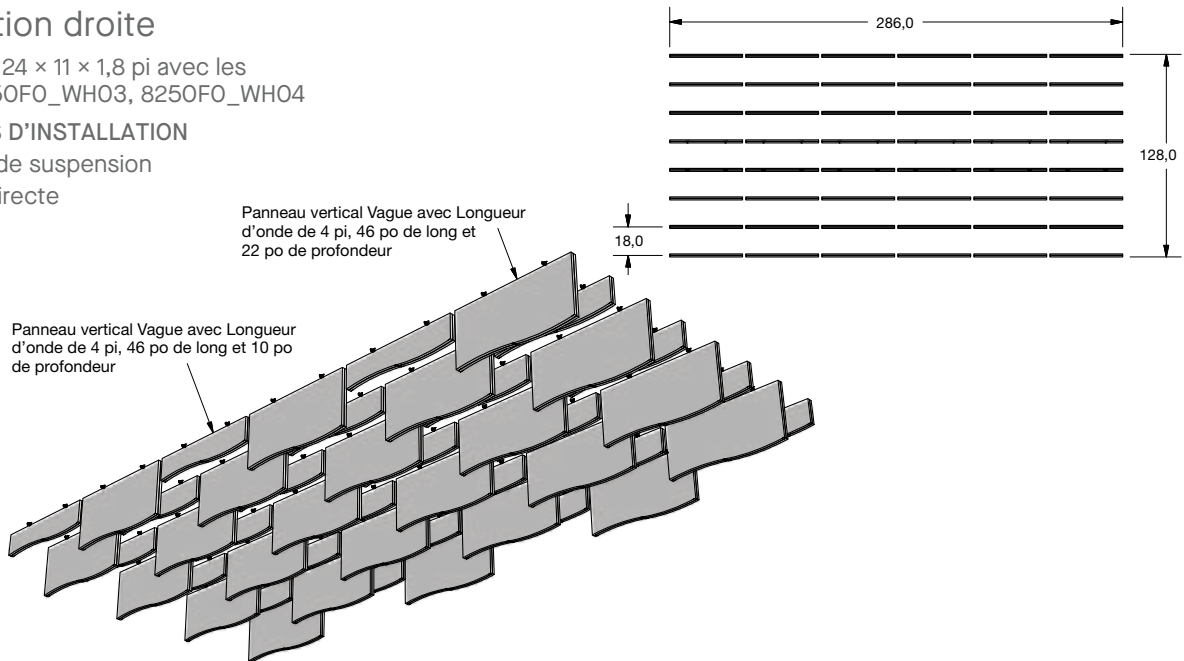 tion droite
24 × 11 × 1,8 pi avec les
50FO_WH03, 8250FO_WH04
D'INSTALLATION
de suspension
irecte
286,0
128,0
18,0
Panneau vertical Vague avec Longueur
d'onde de 4 pi, 46 po de long et
22 po de profondeur
Panneau vertical Vague avec Longueur
d'onde de 4 pi, 46 po de long et 10 po
de profondeur